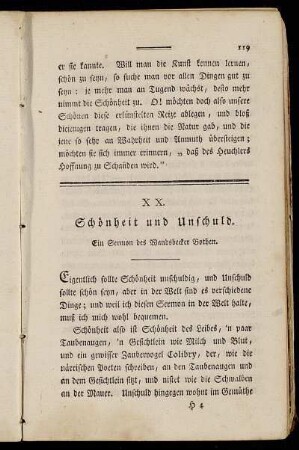 119
er sie kannte. Will man die Kunst kennen lernen,
schön zu seyn, so suche man vor allen Dingen gut zu
seyn: je mehr man an Tugend wächst, desto mehr
nimmt die Schönheit zu. O! möchten doch also unsere
Schönen diese erkünstelten Reize ablegen, und bloß
diejenigen tragen, die ihnen die Natur gab, und die
jene so sehr an Wahrheit und Anmuth übersteigen;
möchten sie sich immer erinnern, „daß des Heuchlers
Hoffnung zu Schanden wird.“
XX.
Schönheit und Unschuld.
Ein Sermon des Wandsbecker Bothen.
Eigentlich sollte Schönheit unschuldig, und Unschuld
sollte schön seyn, aber in der Welt sind es verschiedene
Dinge; und weil ich diesen Sermon in der Welt halte,
muß ich mich wohl bequemen.
Schönheit also ist Schönheit des Leibes, 'n paar
Taubenaugen, 'n Gesichtlein wie Milch und Blut,
und ein gewisser Zaubervogel Colibry, der, wie die
närrischen Poeten schreiben, an den Taubenaugen und
an dem Gesichtlein sitzt, und nistet wie die Schwalben
an der Mauer. Unschuld hingegen wohnt im Gemüthe
H 4